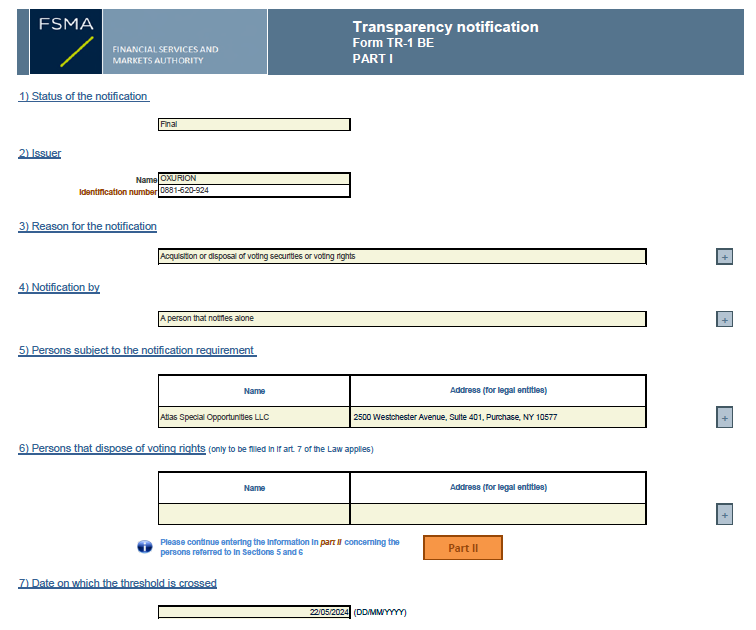 FSMA
FINANCIAL SERVICES AND
MARKETS AUTHORITY
Transparency notification
Form TR-1 BE
PART I
1) Status of the notification
Final
2) Issuer
Name OXURION
Identification number 0881-620-924
3) Reason for the notification
Acquisition or disposal of voting securities or voting rights
+
4) Notification by
A person that notifies alone
+
5) Persons subject to the notification requirement
Name Address (for legal entities)
Atlas Special Opportunities LLC 2500 Westchester Avenue, Suite 401, Purchase, NY 10577
+
6) Persons that dispose of voting rights (only to be filled in if art. 7 of the Law applies)
Name Address (for legal entities)
+
i Please continue entering the information in part II concerning the
persons referred to in Sections 5 and 6
Part II
7) Date on which the threshold is crossed
22/05/2024 (DD/MM/YYYY)